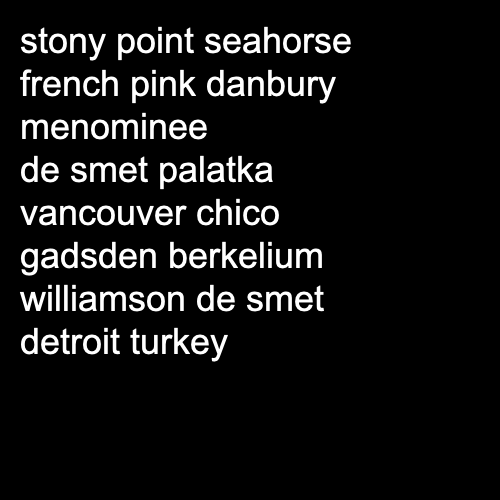 stony point seahorse
french pink danbury
menominee
de smet palatka
vancouver chico
gadsden berkelium
williamson de smet
detroit turkey